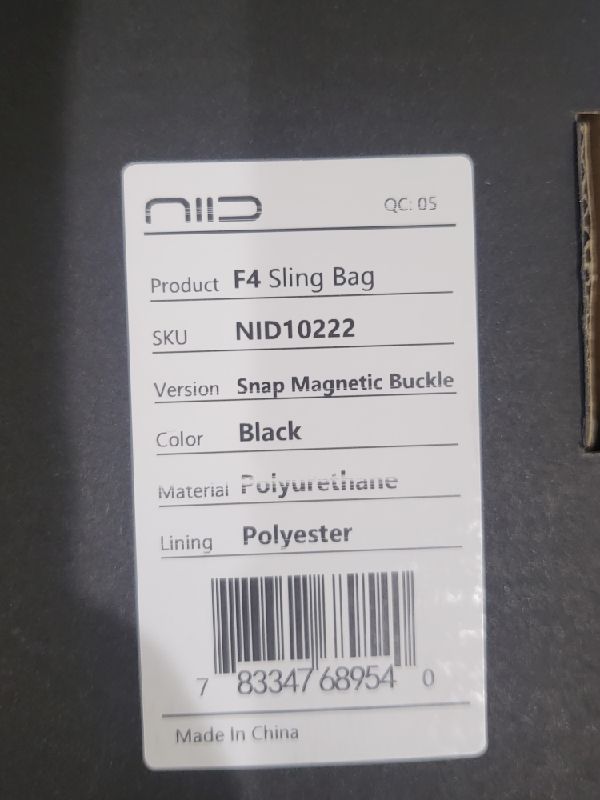 NIID QC: 05
Product F4 Sling Bag
SKU NID10222
Version Snap Magnetic Buckle
Color Black
Material Polyurethane
Lining Polyester
7 83347 68954 0
Made In China